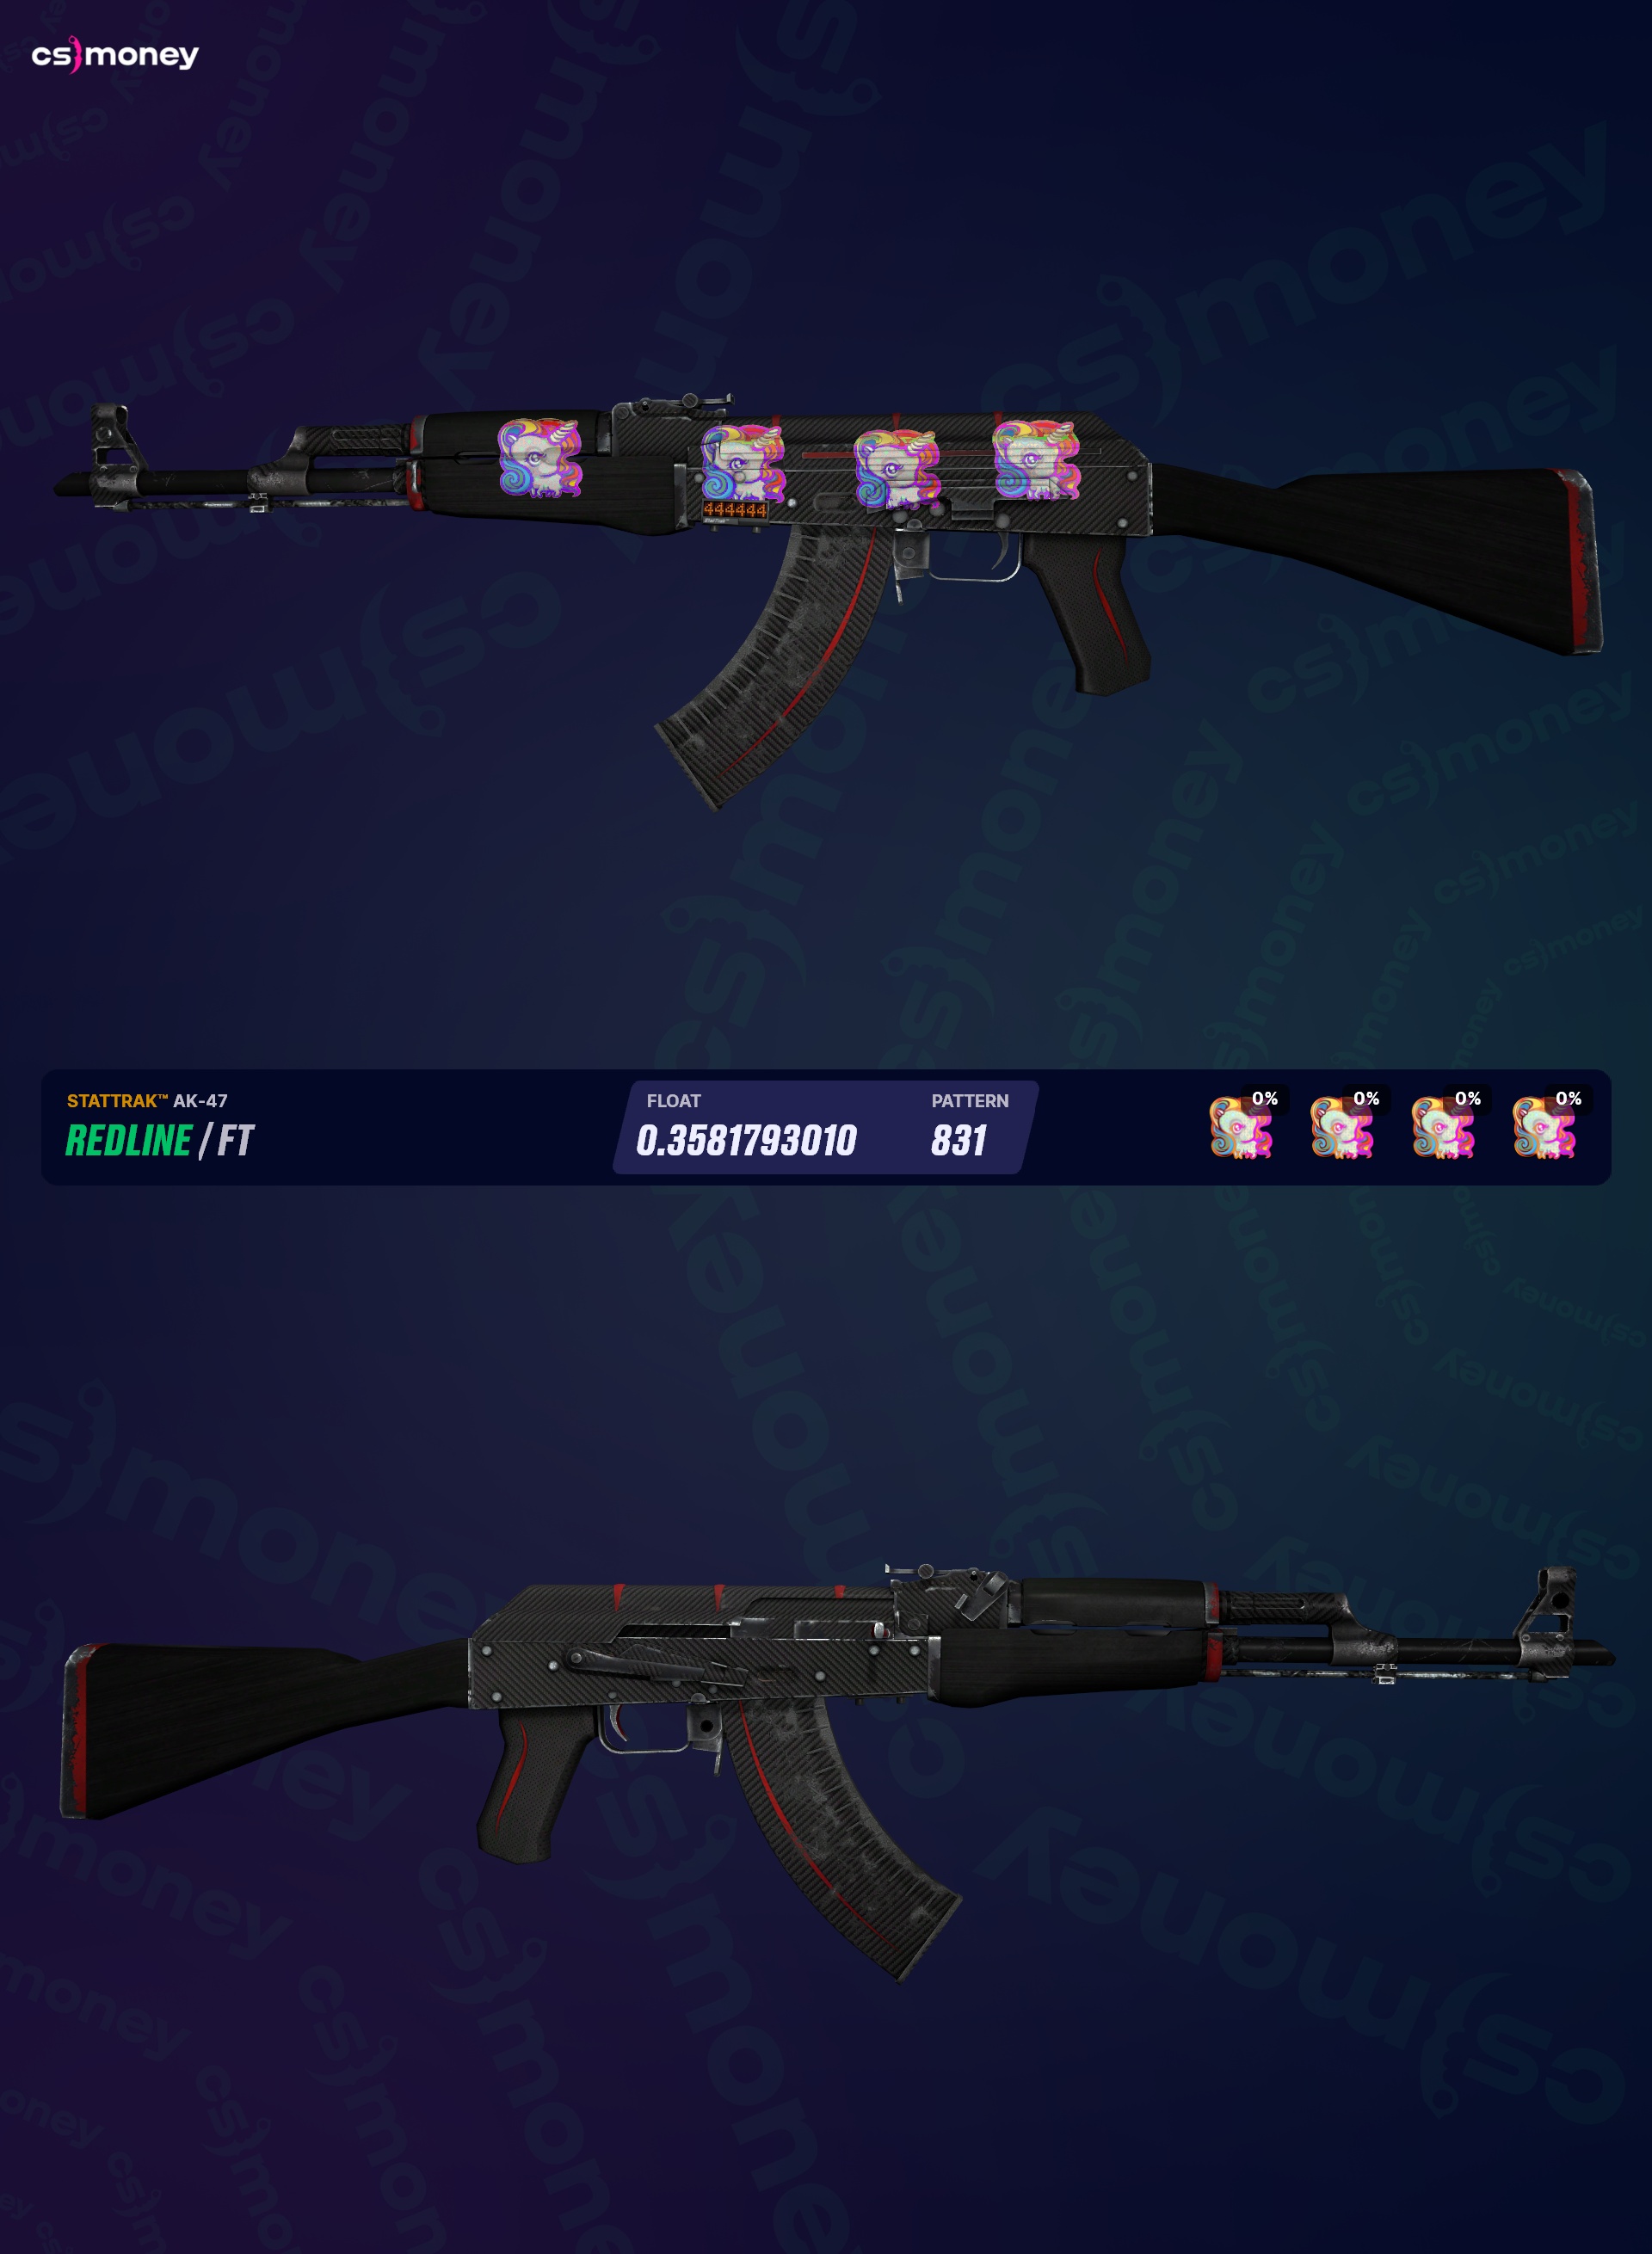 cs}money
444444
STATTRAK™ AK-47
REDLINE / FT
FLOAT
0.3581793010
PATTERN
831
0%
0%
0%
0%